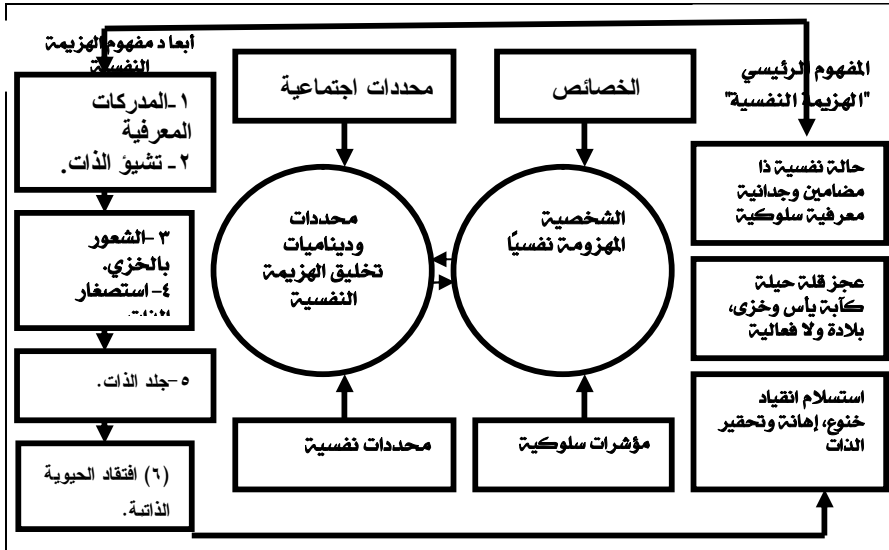 المفهوم الرئيسي
"الهزيمة النفسية"
حالة نفسية ذا
مضامين وجدانية
معرفية سلوكية
عجز قلة حيلة
كآبة يأس وخزى،
بلادة ولا فعالية
استسلام انقياد
خنوع، إهانة وتحقير
الذات
الخصائص
الشخصية
المهزومة نفسيًا
مؤشرات سلوكية
محددات اجتماعية
محددات
وديناميات
تخليق الهزيمة
النفسية
محددات نفسية
أبعاد مفهوم الهزيمة
النفسية
١-المدركات
المعرفية
٢- تشيؤ الذات.
٣-الشعور
بالخزي.
٤- استصغار
٥-جلد الذات.
(٦) افتقاد الحيوية
الذاتية.